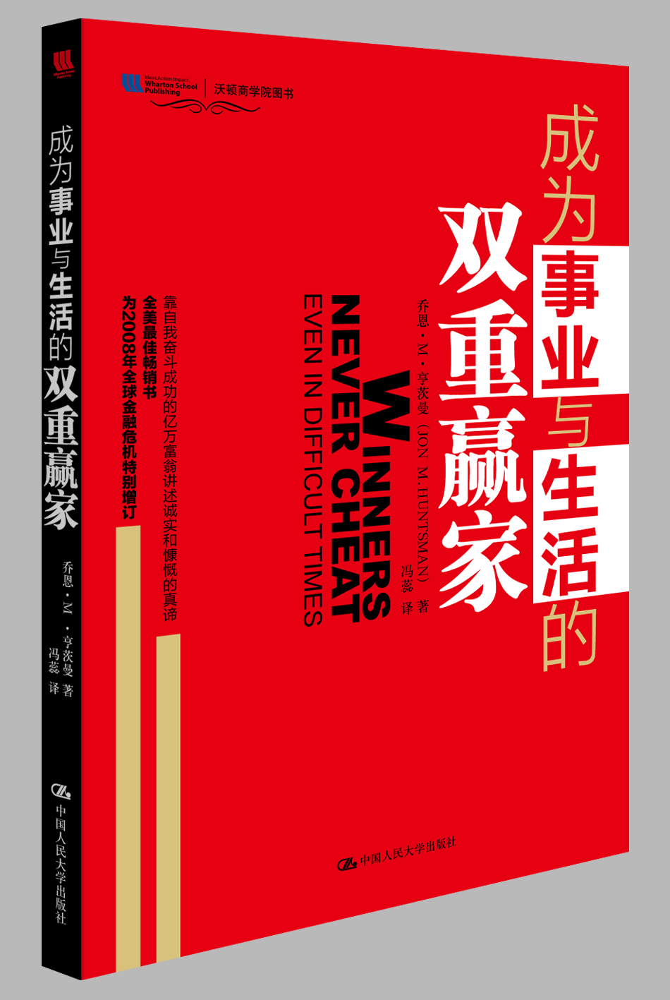 Wharton School
Publishing
成为事业与生活的双重赢家
乔恩·M·亨茨曼 著
冯蕊 译
中国人民大学出版社
Ideas.Action.Impact.
Wharton School
Publishing
沃顿商学院图书
成为事业与生活的
双重赢家
乔恩·M·亨茨曼（JON M.HUNTSMAN）著
冯蕊 译
WINNERS
NEVER CHEAT
EVEN IN DIFFICULT TIMES
靠自我奋斗成功的亿万富翁讲述诚实和慷慨的真谛
全美最佳畅销书
为2008年全球金融危机特别增订
中国人民大学出版社